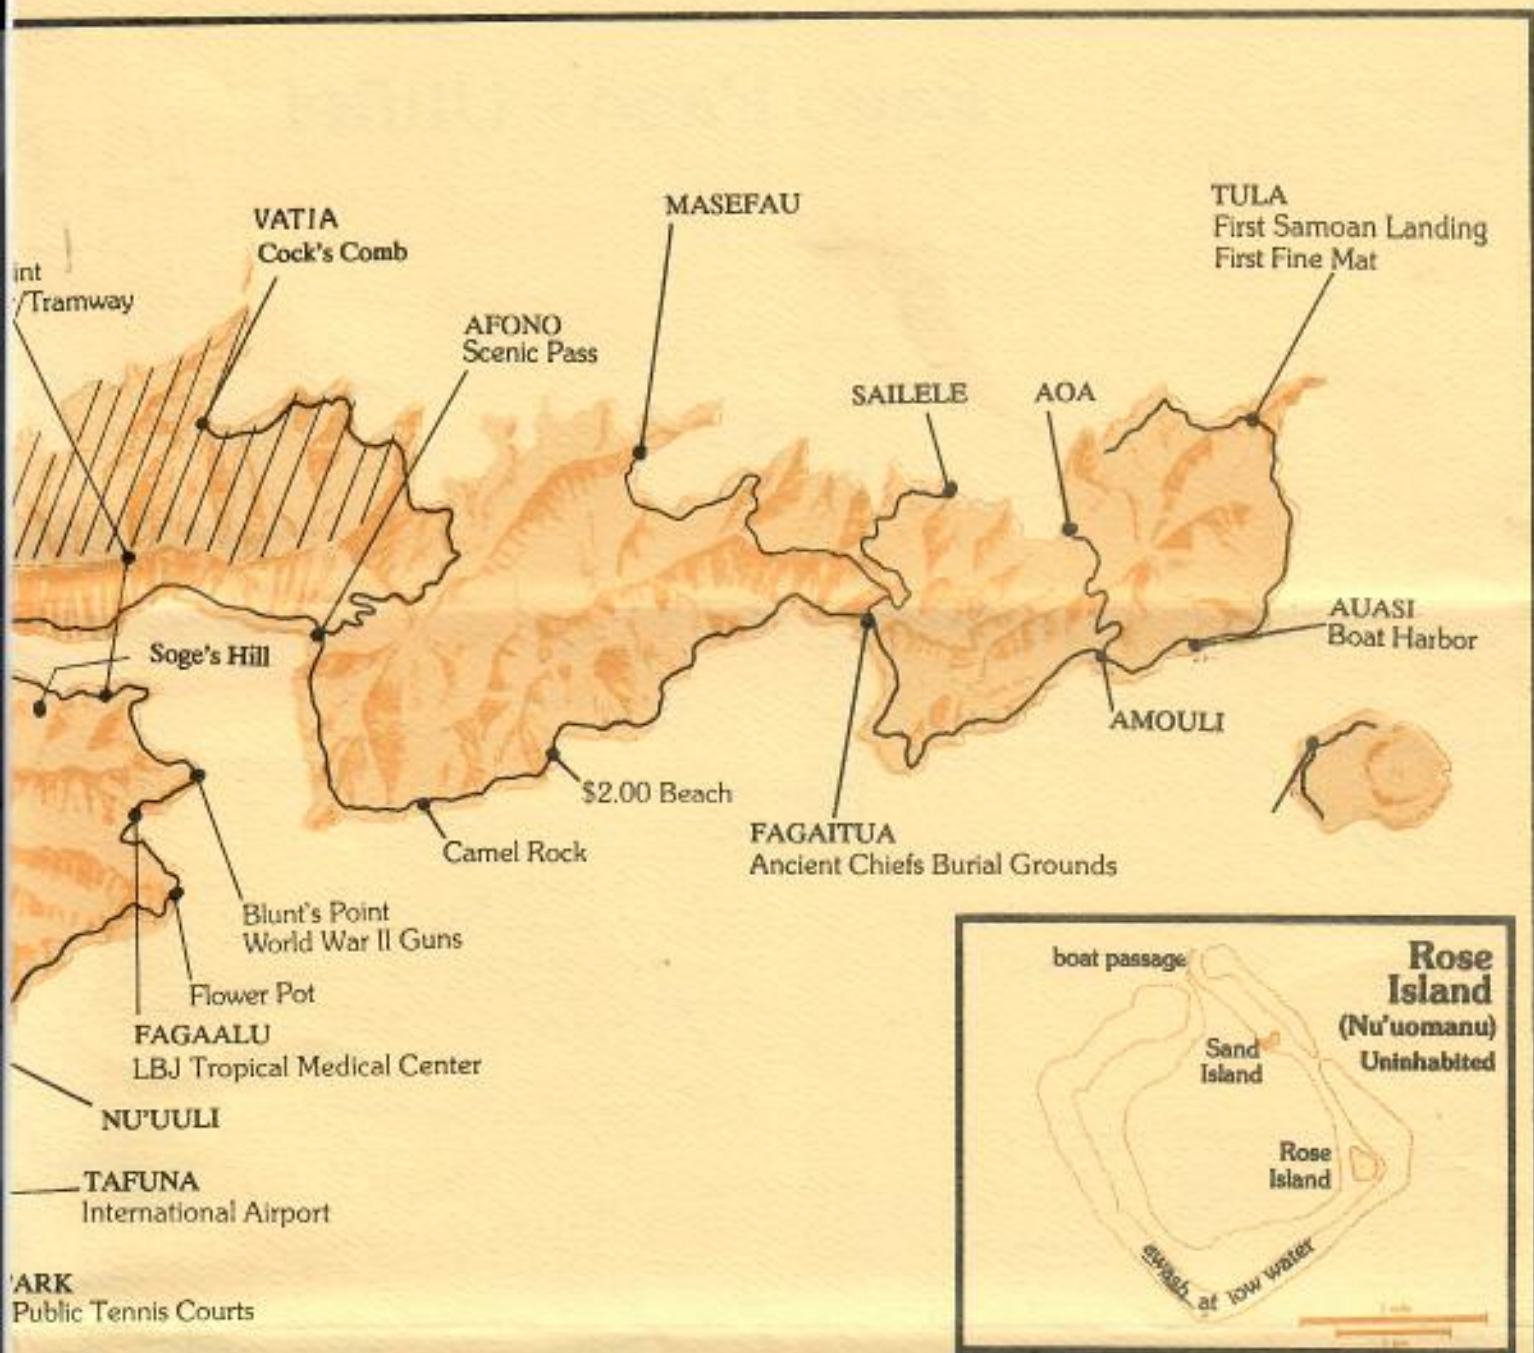 VATIA
Cock's Comb
MASEFAU
TULA
First Samoan Landing
First Fine Mat
int
/Tramway
AFONO
Scenic Pass
SAILELE
AOA
Soge's Hill
AUASI
Boat Harbor
AMOULI
$2.00 Beach
Camel Rock
FAGAITUA
Ancient Chiefs Burial Grounds
Blunt's Point
World War II Guns
Flower Pot
FAGAALU
LBJ Tropical Medical Center
NU'UULI
TAFUNA
International Airport
ARK
Public Tennis Courts
boat passage
Rose
Island
(Nu'uomanu)
Uninhabited
Sand
Island
Rose
Island
awash at low water